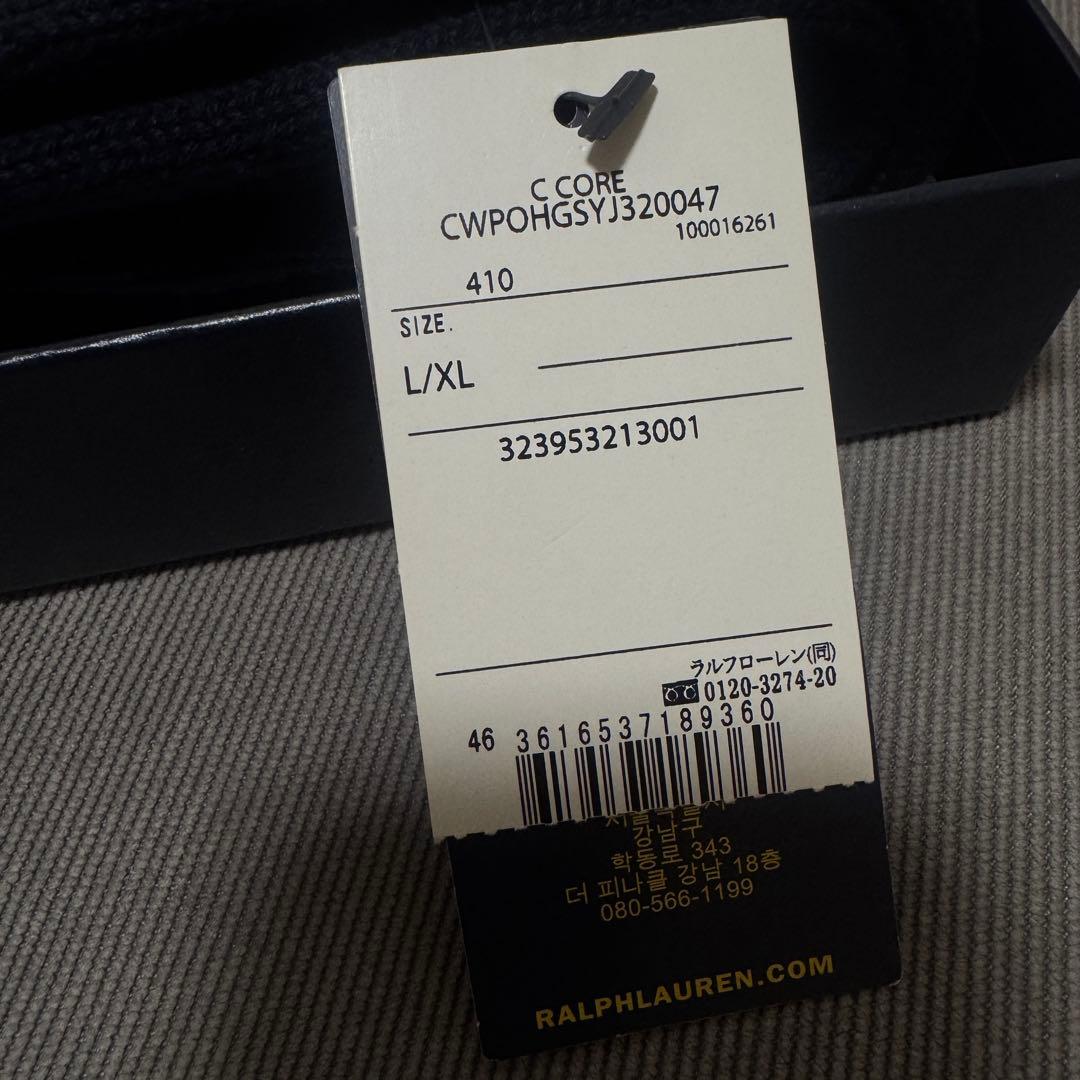 C CORE
CWPOHGSYJ320047
100016261
410
SIZE.
L/XL
323953213001
ラルフローレン(同)
0120-3274-20
46 3616537189360
강남구
학동로 343
더 피나클 강남 18층
080-566-1199
RALPHLAUREN.COM